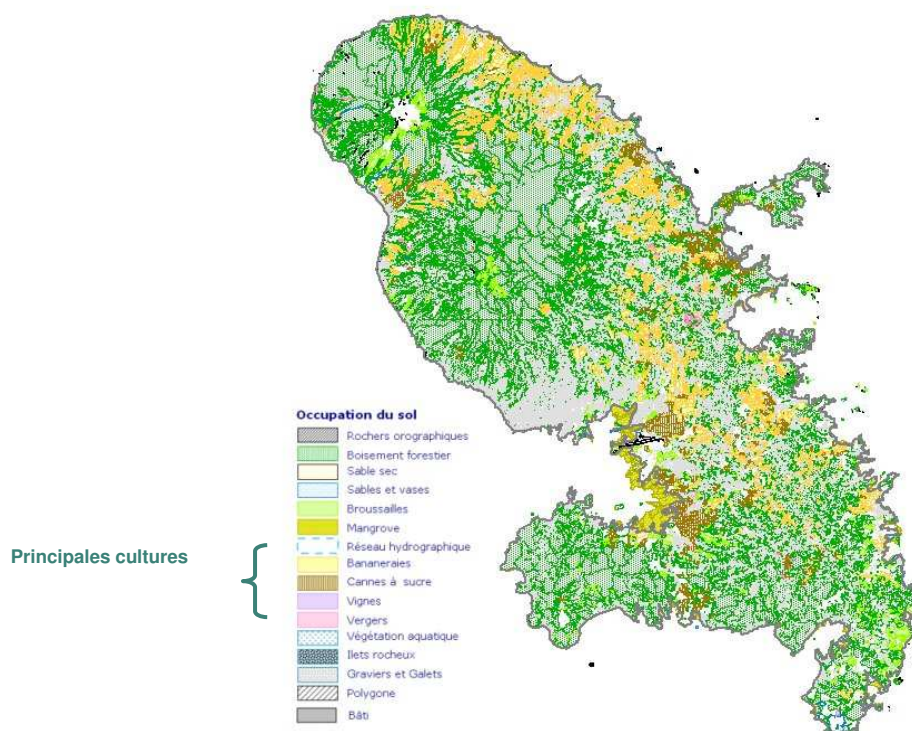 Occupation du sol
Rochers orographiques
Boisement forestier
Sable sec
Sables et vases
Broussailles
Mangrove
Principales cultures
Réseau hydrographique
Bananeraies
Cannes à sucre
Vignes
Vergers
Végétation aquatique
Ilets rocheux
Graviers et Galets
Polygone
Bâti